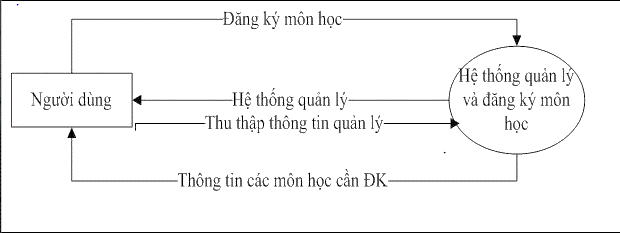 Đăng ký môn học
Người dùng
Hệ thống quản lý
Thu thập thông tin quản lý
Hệ thống quản lý
và đăng ký môn
học
Thông tin các môn học cần ĐK